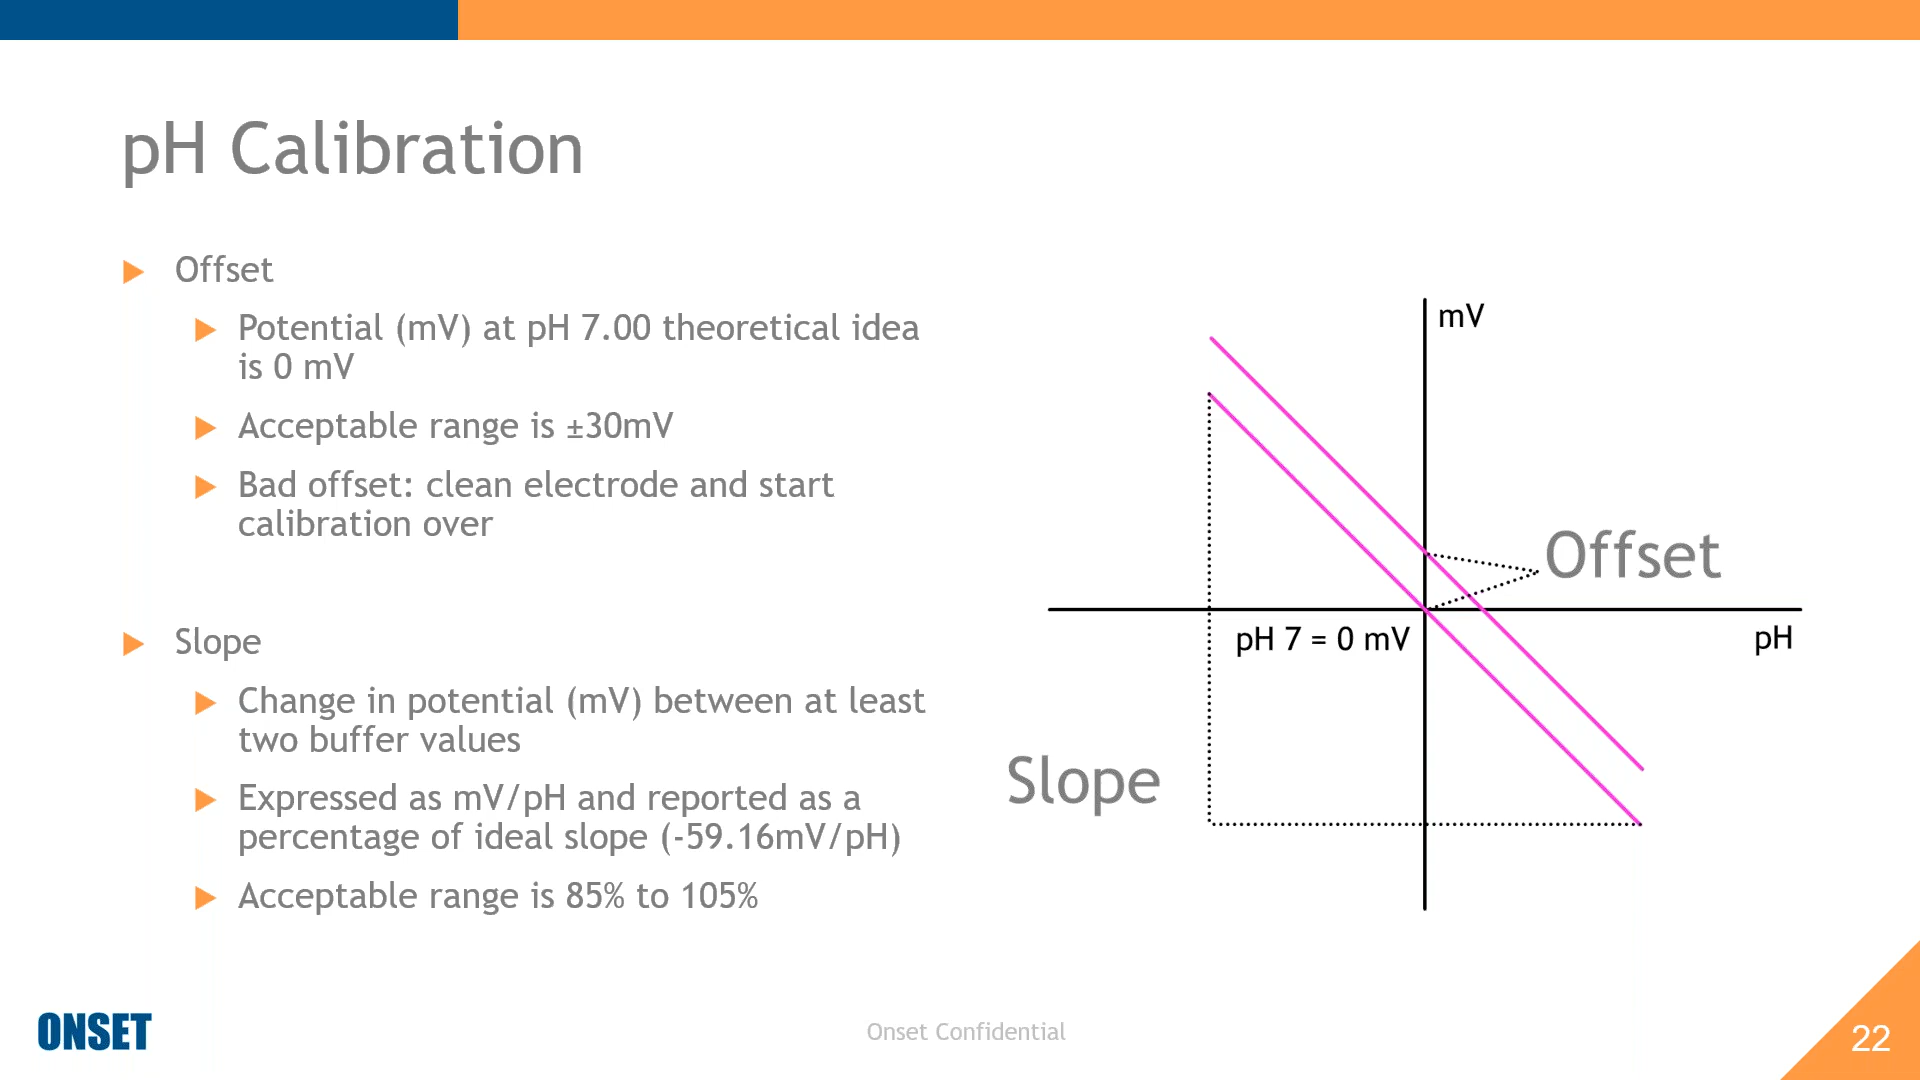 pH Calibration
Offset
Potential (mV) at pH 7.00 theoretical idea
is 0 mV
Acceptable range is ±30mV
Bad offset: clean electrode and start
calibration over
Slope
Change in potential (mV) between at least
two buffer values
Expressed as mV/pH and reported as a
percentage of ideal slope (-59.16mV/pH)
Acceptable range is 85% to 105%
mV
Offset
pH 7 = 0 mV
pH
Slope
ONSET
Onset Confidential
22